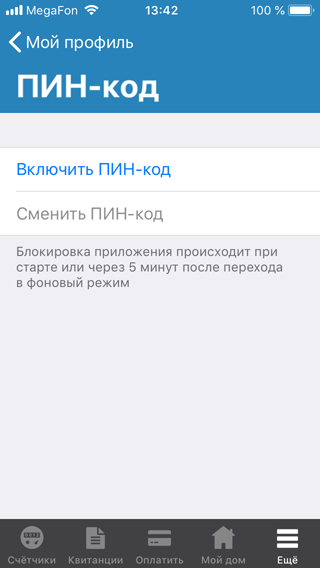 MegaFon 13:42 100 %
Мой профиль
ПИН-код
Включить ПИН-код
Сменить ПИН-код
Блокировка приложения происходит при
старте или через 5 минут после перехода
в фоновый режим
Счётчики Квитанции Оплатить Мой дом Ещё